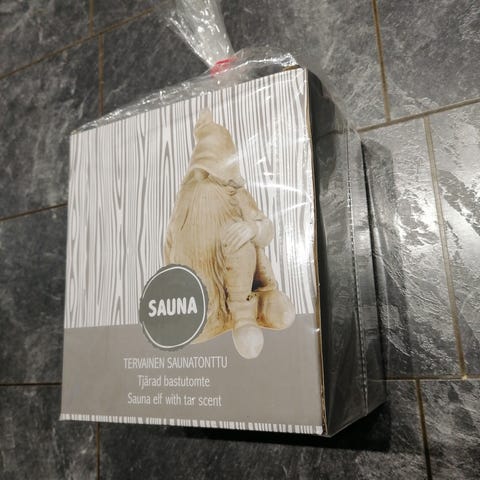 SAUNA
TERVAINEN SAUNATONTTU
Tjärad bastutomte
Sauna elf with tar scent